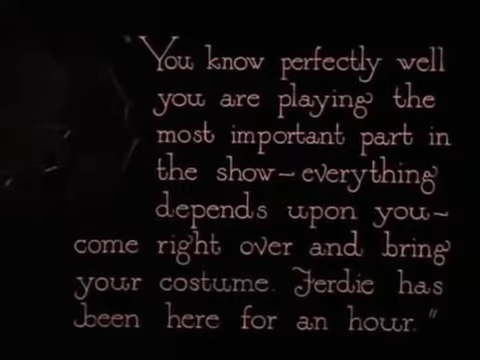 You know perfectly well
you are playing the
most important part in
the show—everything
depends upon you—
come right over and bring
your costume. Ferdie has
been here for an hour."